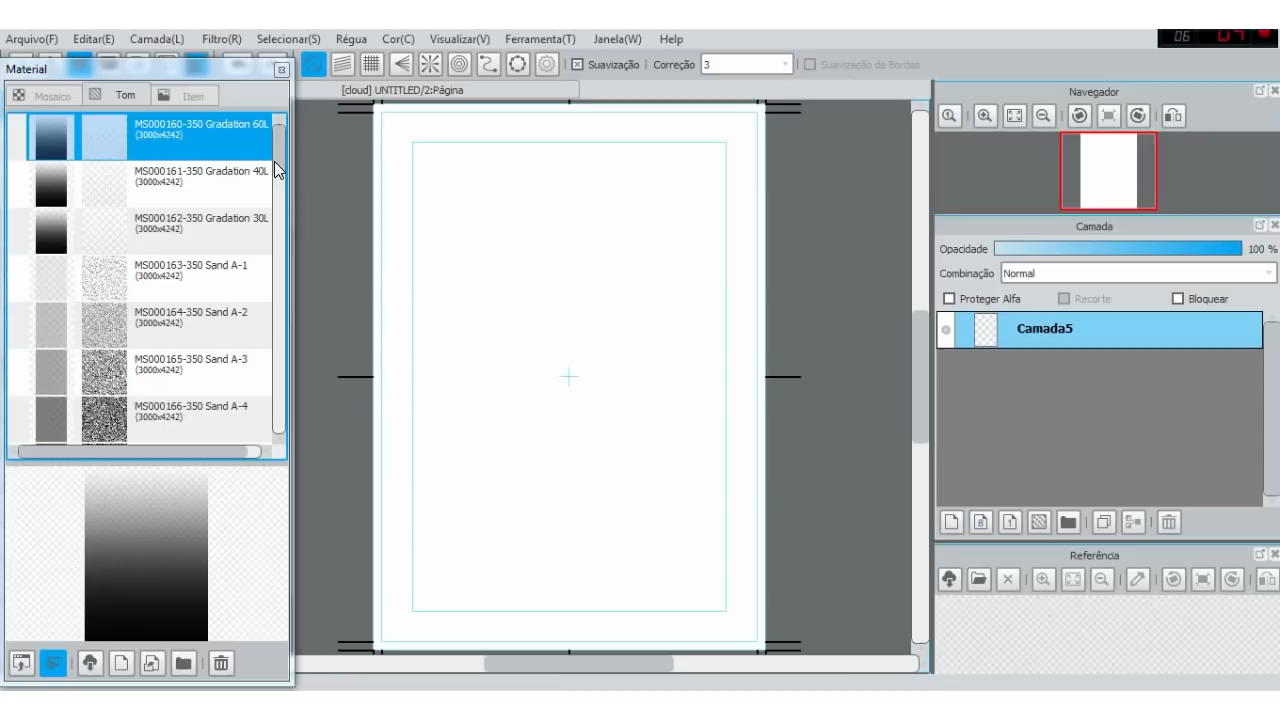 Arquivo(F) Editar(E) Camada(L) Filtro(R) Selecionar(S) Régua Cor(C) Visualizar(V) Ferramenta(T) Janela(W) Help
06 04
Suavização Correção 3 Suavização de Bordas
Material
Mosaico Tom Item
[cloud] UNTITLED/2:Página
MS000160-350 Gradation 60L
(3000x4242)
MS000161-350 Gradation 40L
(3000x4242)
MS000162-350 Gradation 30L
(3000x4242)
MS000163-350 Sand A-1
(3000x4242)
MS000164-350 Sand A-2
(3000x4242)
MS000165-350 Sand A-3
(3000x4242)
MS000166-350 Sand A-4
(3000x4242)
Navegador
Camada
Opacidade 100 %
Combinação Normal
Proteger Alfa Recorte Bloquear
Camada5
Referência